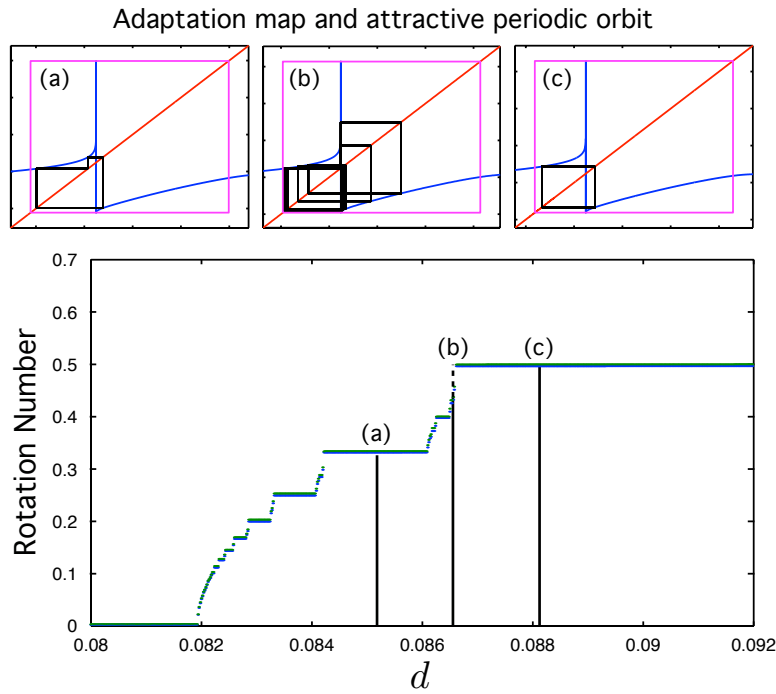 Adaptation map and attractive periodic orbit
(a) (b) (c)
0.7
0.6
0.5
0.4
0.3
0.2
0.1
0
Rotation Number
(a)
(b)
(c)
0.08 0.082 0.084 0.086 0.088 0.09 0.092
d